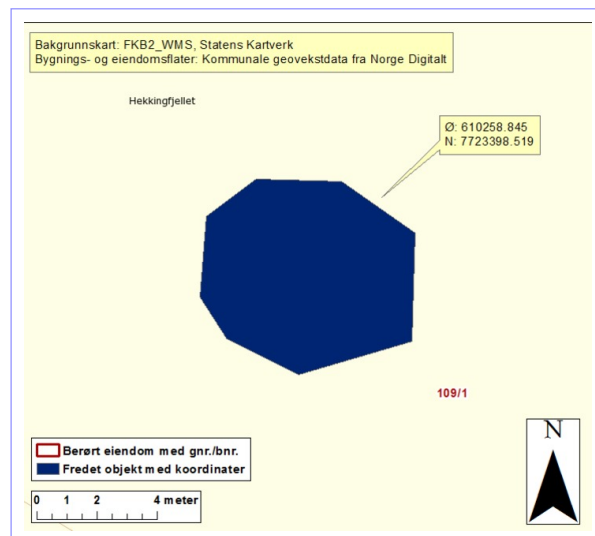 Bakgrunnskart: FKB2_WMS, Statens Kartverk
Bygnings- og eiendomsflater: Kommunale geovekstdata fra Norge Digitalt
Hekkingfjellet
Ø: 610258.845
N: 7723398.519
109/1
Berørt eiendom med gnr./bnr.
Fredet objekt med koordinater
N
0 1 2 4 meter